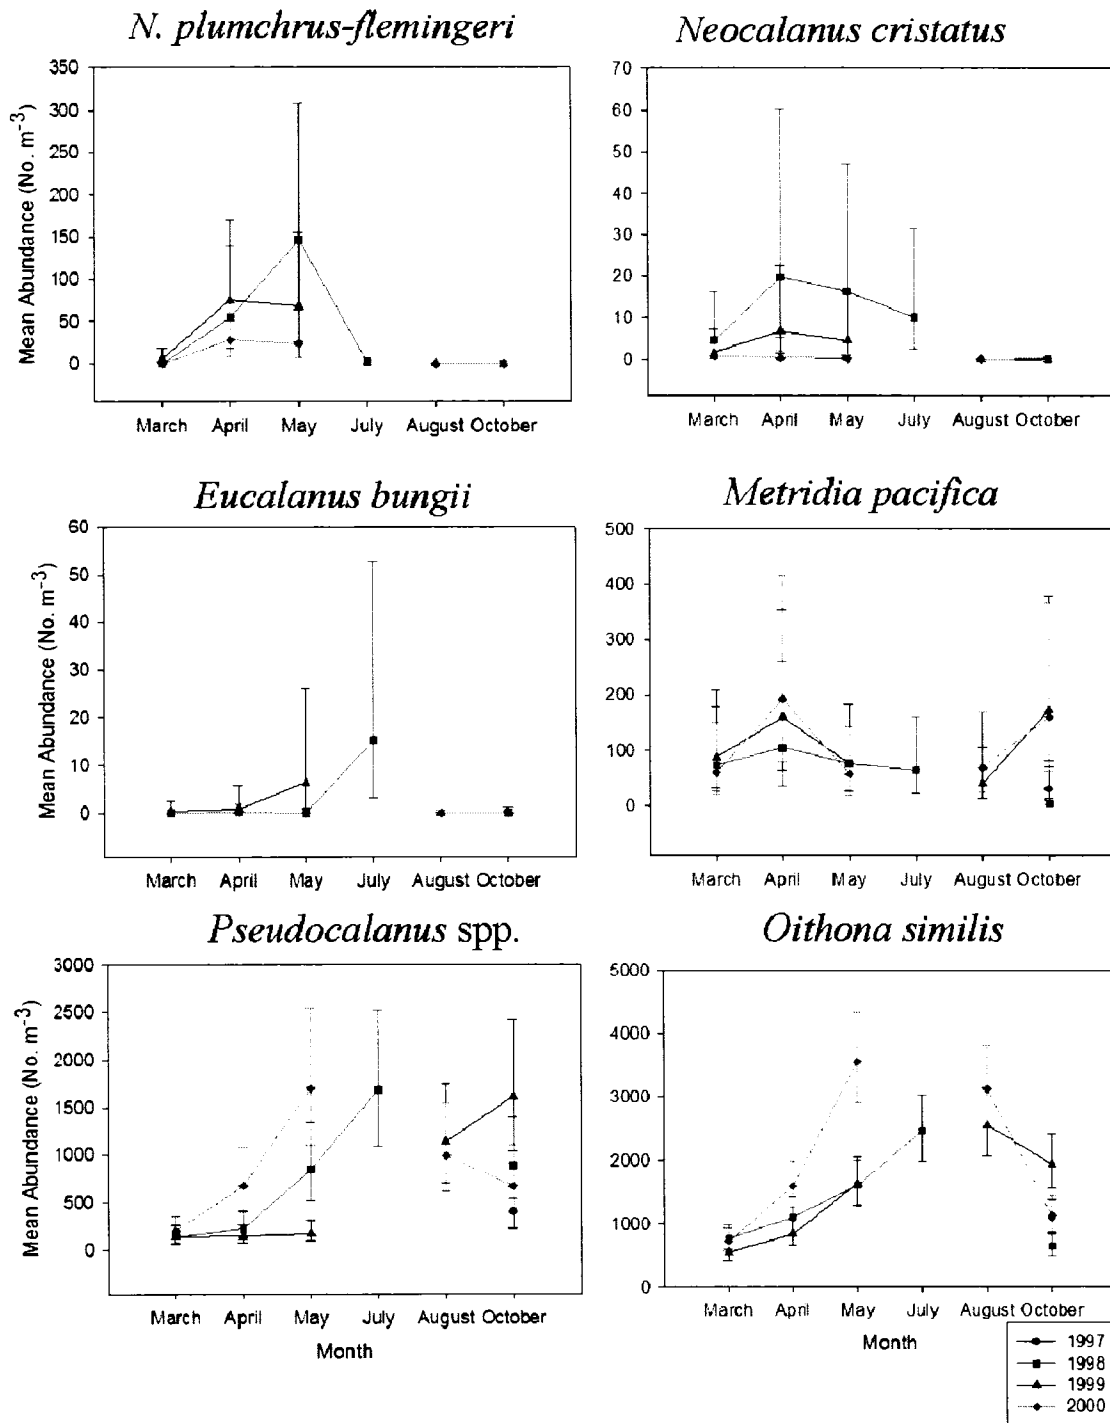 N. plumchrus-flemingeri
Mean Abundance (No. m⁻³)
350
300
250
200
150
100
50
0
March April May July August October
Neocalanus cristatus
70
60
50
40
30
20
10
0
March April May July August October
Eucalanus bungii
Mean Abundance (No. m⁻³)
60
50
40
30
20
10
0
March April May July August October
Metridia pacifica
500
400
300
200
100
0
March April May July August October
Pseudocalanus spp.
Mean Abundance (No. m⁻³)
3000
2500
2000
1500
1000
500
0
March April May July August October
Month
Oithona similis
5000
4000
3000
2000
1000
0
March April May July August October
Month
1997
1998
1999
2000